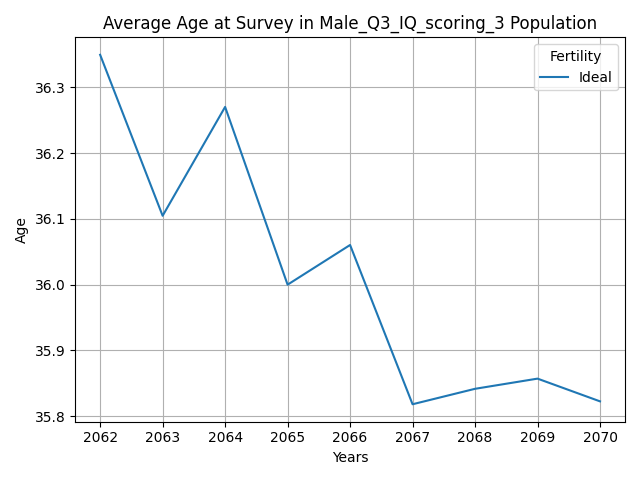 Average Age at Survey in Male_Q3_IQ_scoring_3 Population
Fertility
Ideal
36.3
36.2
36.1
36.0
35.9
35.8
Age
2062 2063 2064 2065 2066 2067 2068 2069 2070
Years